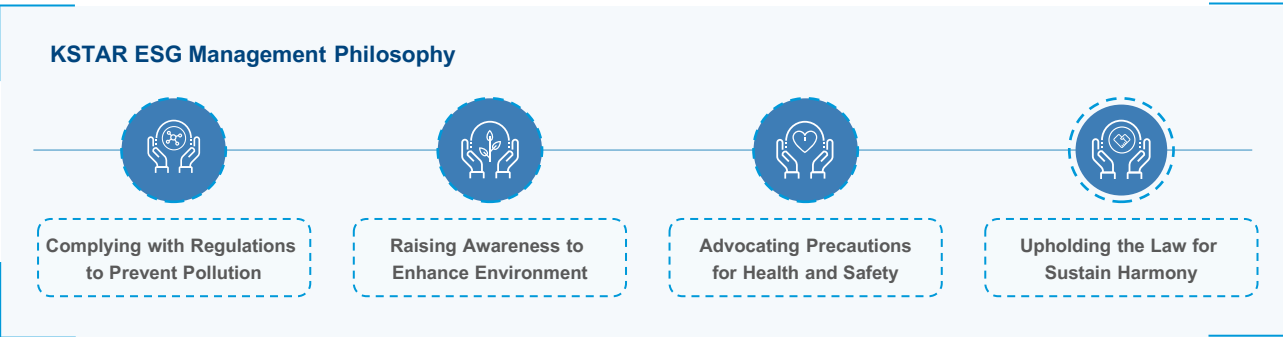 KSTAR ESG Management Philosophy
Complying with Regulations
to Prevent Pollution
Raising Awareness to
Enhance Environment
Advocating Precautions
for Health and Safety
Upholding the Law for
Sustain Harmony